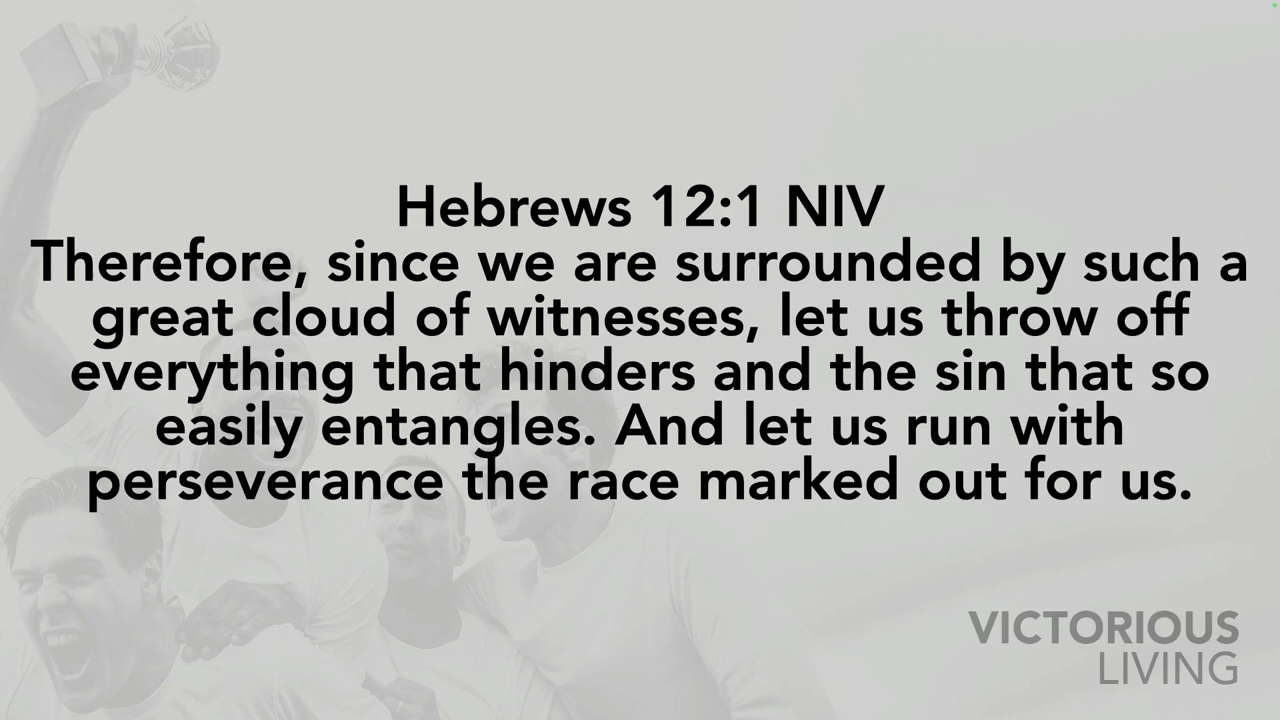 Hebrews 12:1 NIV
Therefore, since we are surrounded by such a
great cloud of witnesses, let us throw off
everything that hinders and the sin that so
easily entangles. And let us run with
perseverance the race marked out for us.
VICTORIOUS
LIVING